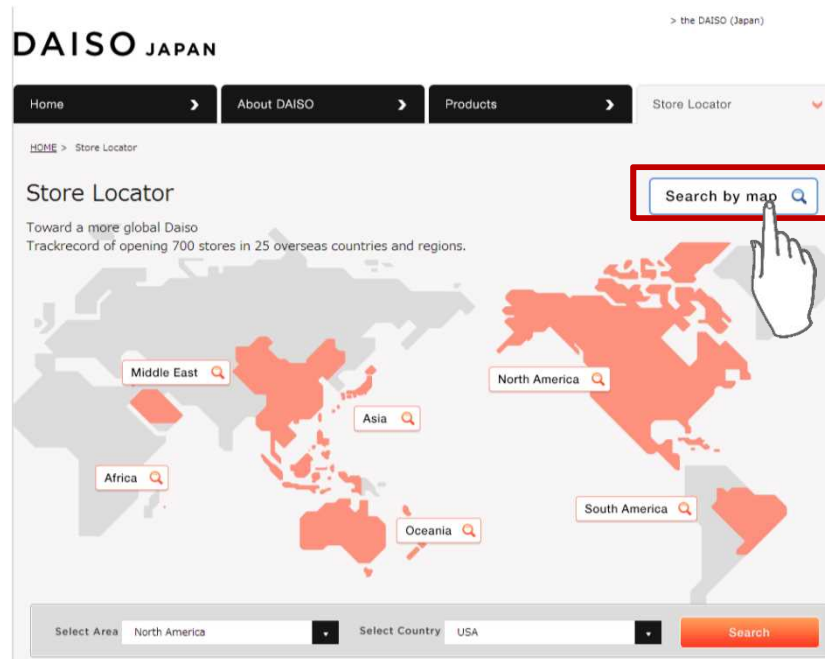 > the DAISO (Japan)
DAISO JAPAN
Home
About DAISO
Products
Store Locator
HOME > Store Locator
Store Locator
Search by map
Toward a more global Daiso
Trackrecord of opening 700 stores in 25 overseas countries and regions.
Middle East
North America
Asia
Africa
South America
Oceania
Select Area North America Select Country USA Search